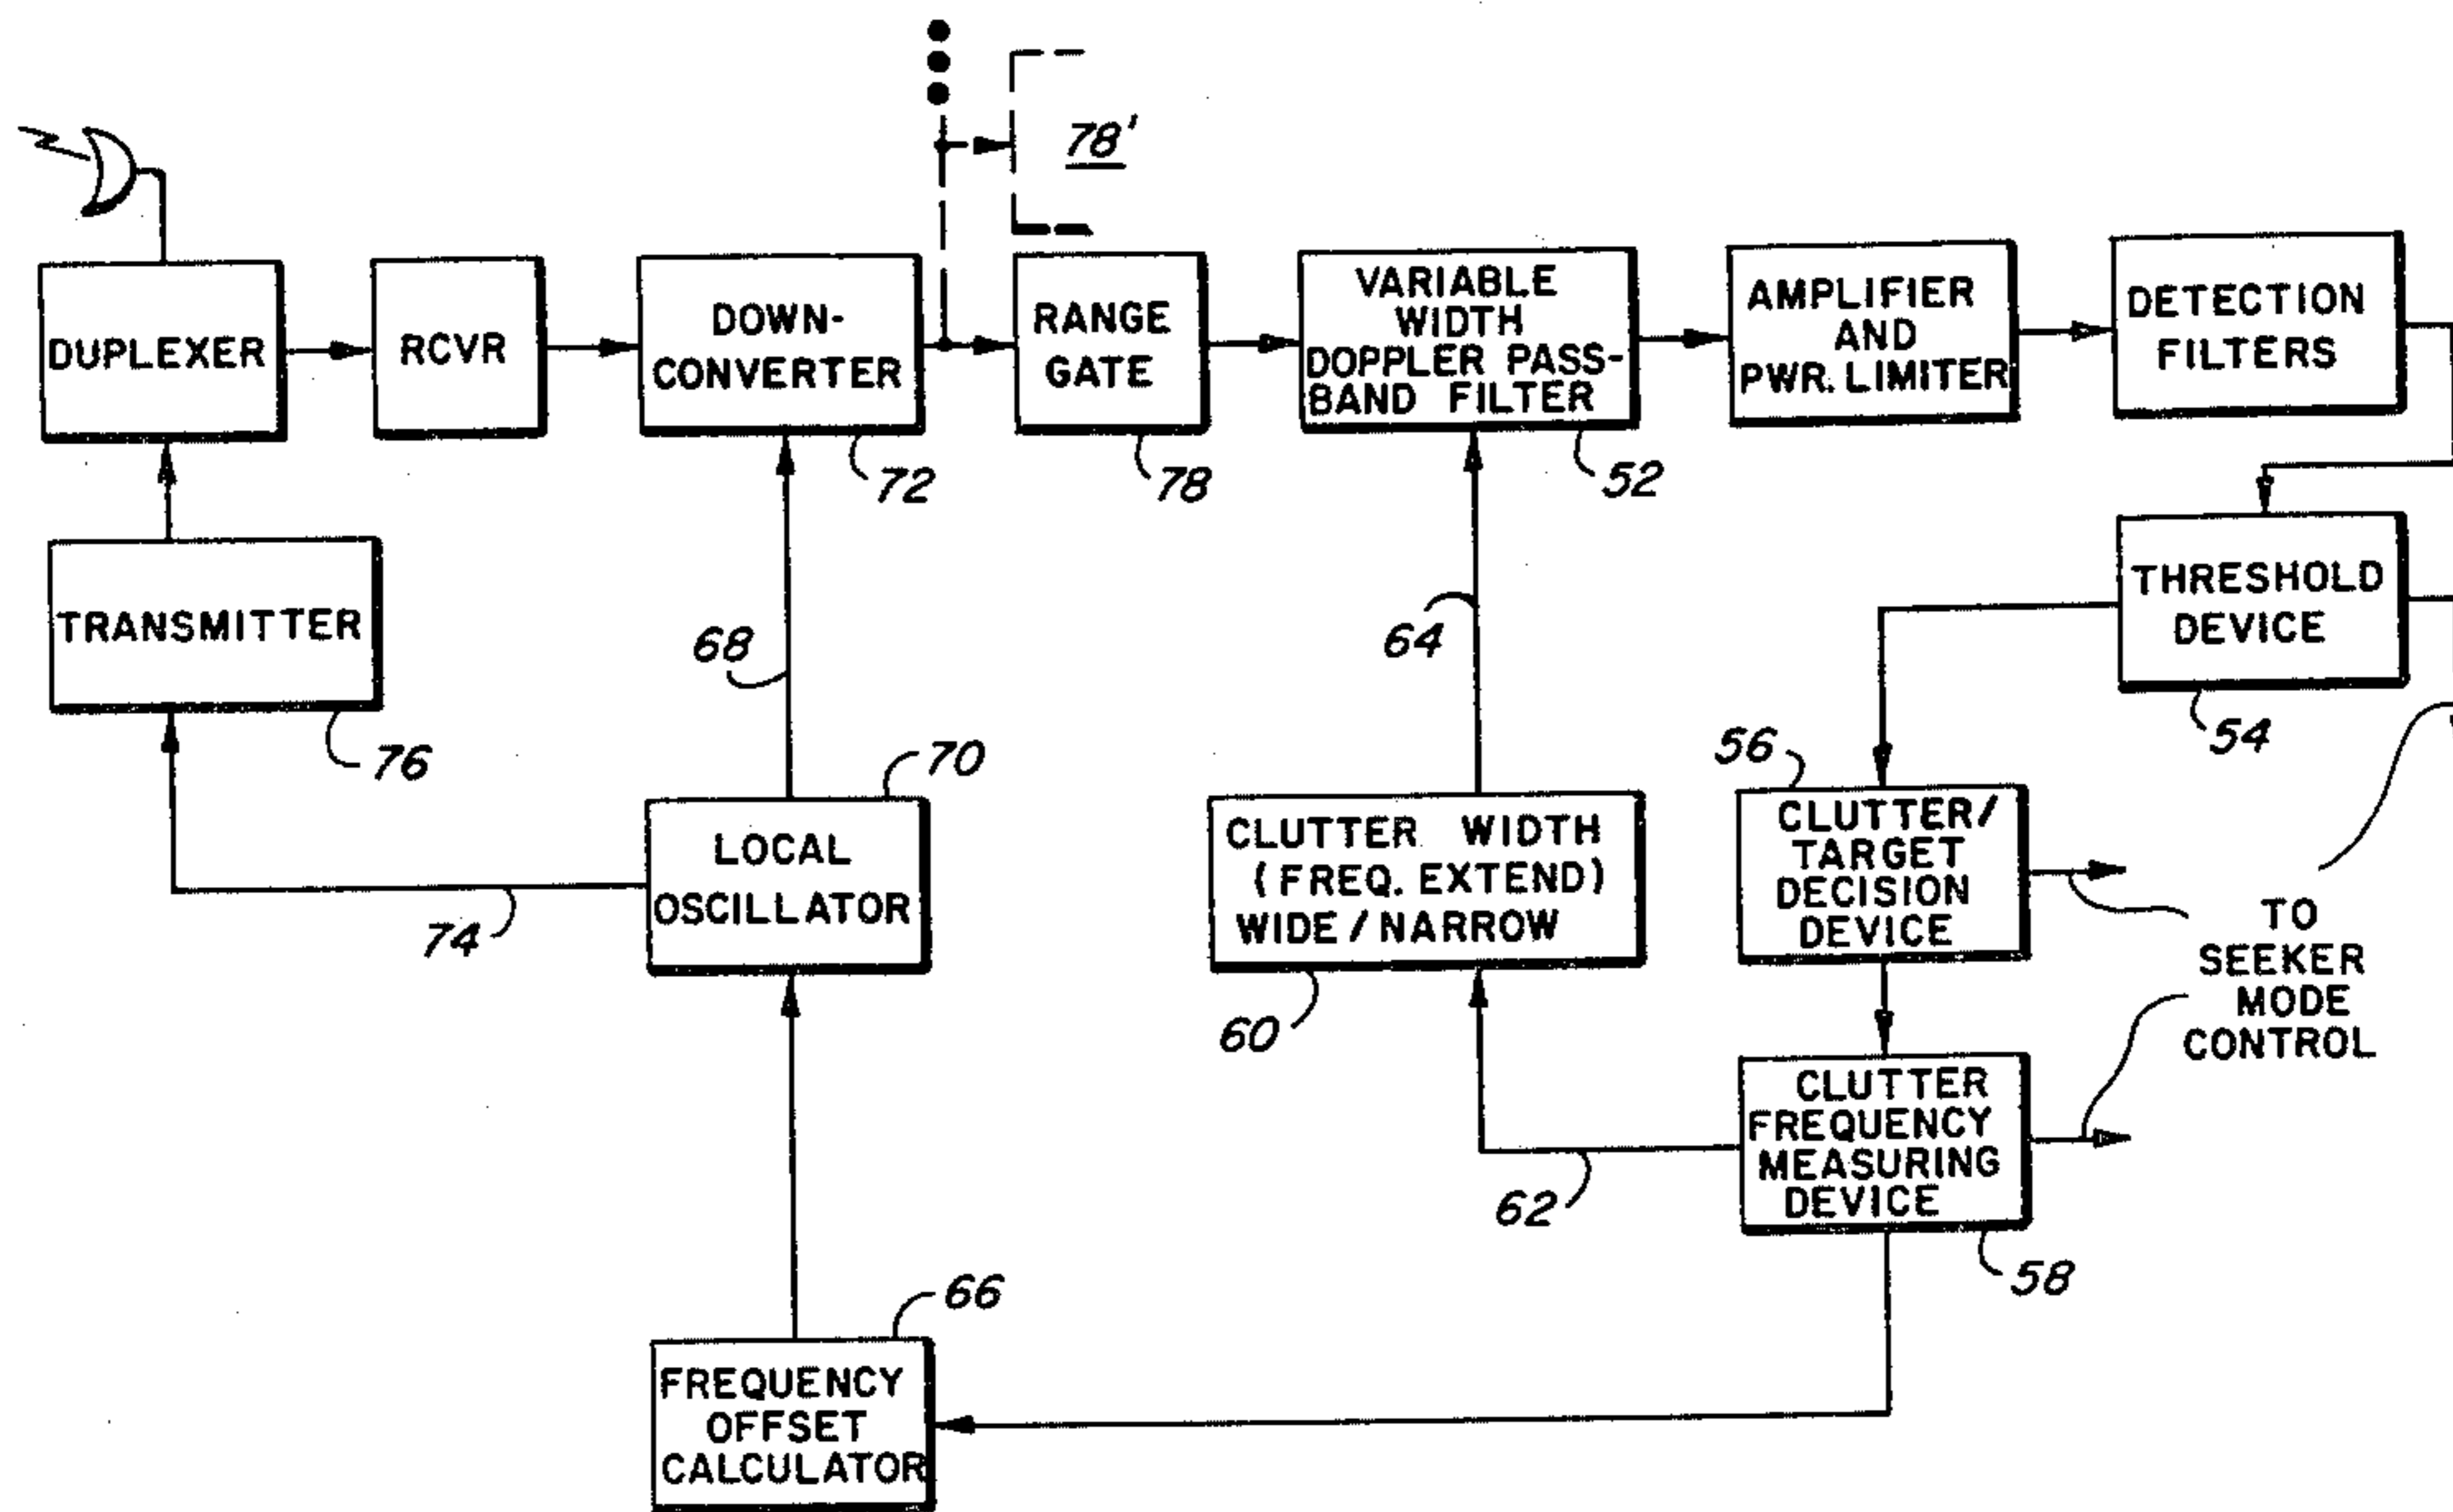 78'
DUPLEXER
RCVR
DOWN-
CONVERTER
72
RANGE
GATE
78
VARIABLE
WIDTH
DOPPLER PASS-
BAND FILTER
52
AMPLIFIER
AND
PWR. LIMITER
DETECTION
FILTERS
TRANSMITTER
76
68
64
THRESHOLD
DEVICE
54
74
70
LOCAL
OSCILLATOR
CLUTTER WIDTH
(FREQ. EXTEND)
WIDE / NARROW
60
62
56
CLUTTER/
TARGET
DECISION
DEVICE
TO
SEEKER
MODE
CONTROL
CLUTTER
FREQUENCY
MEASURING
DEVICE
58
66
FREQUENCY
OFFSET
CALCULATOR